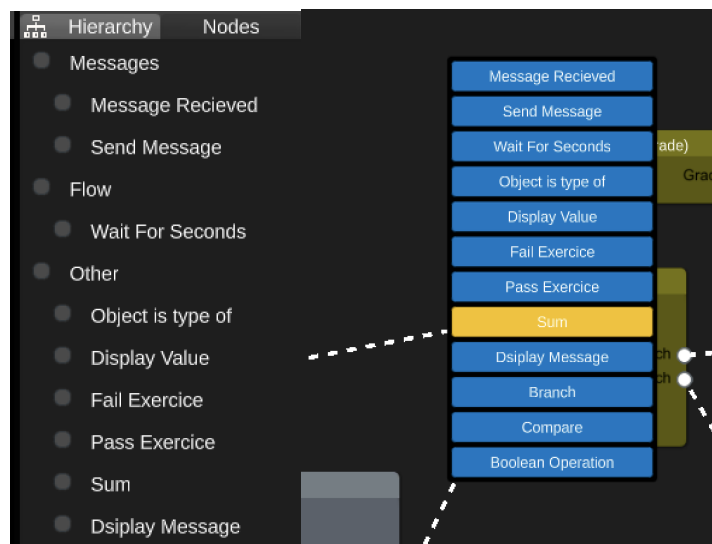 Hierarchy
Nodes
Messages
Message Recieved
Send Message
Flow
Wait For Seconds
Other
Object is type of
Display Value
Fail Exercice
Pass Exercice
Sum
Dsiplay Message
Message Recieved
Send Message
Wait For Seconds
Object is type of
Display Value
Fail Exercice
Pass Exercice
Sum
Dsiplay Message
Branch
Compare
Boolean Operation
ade)
Grad
ch
ch